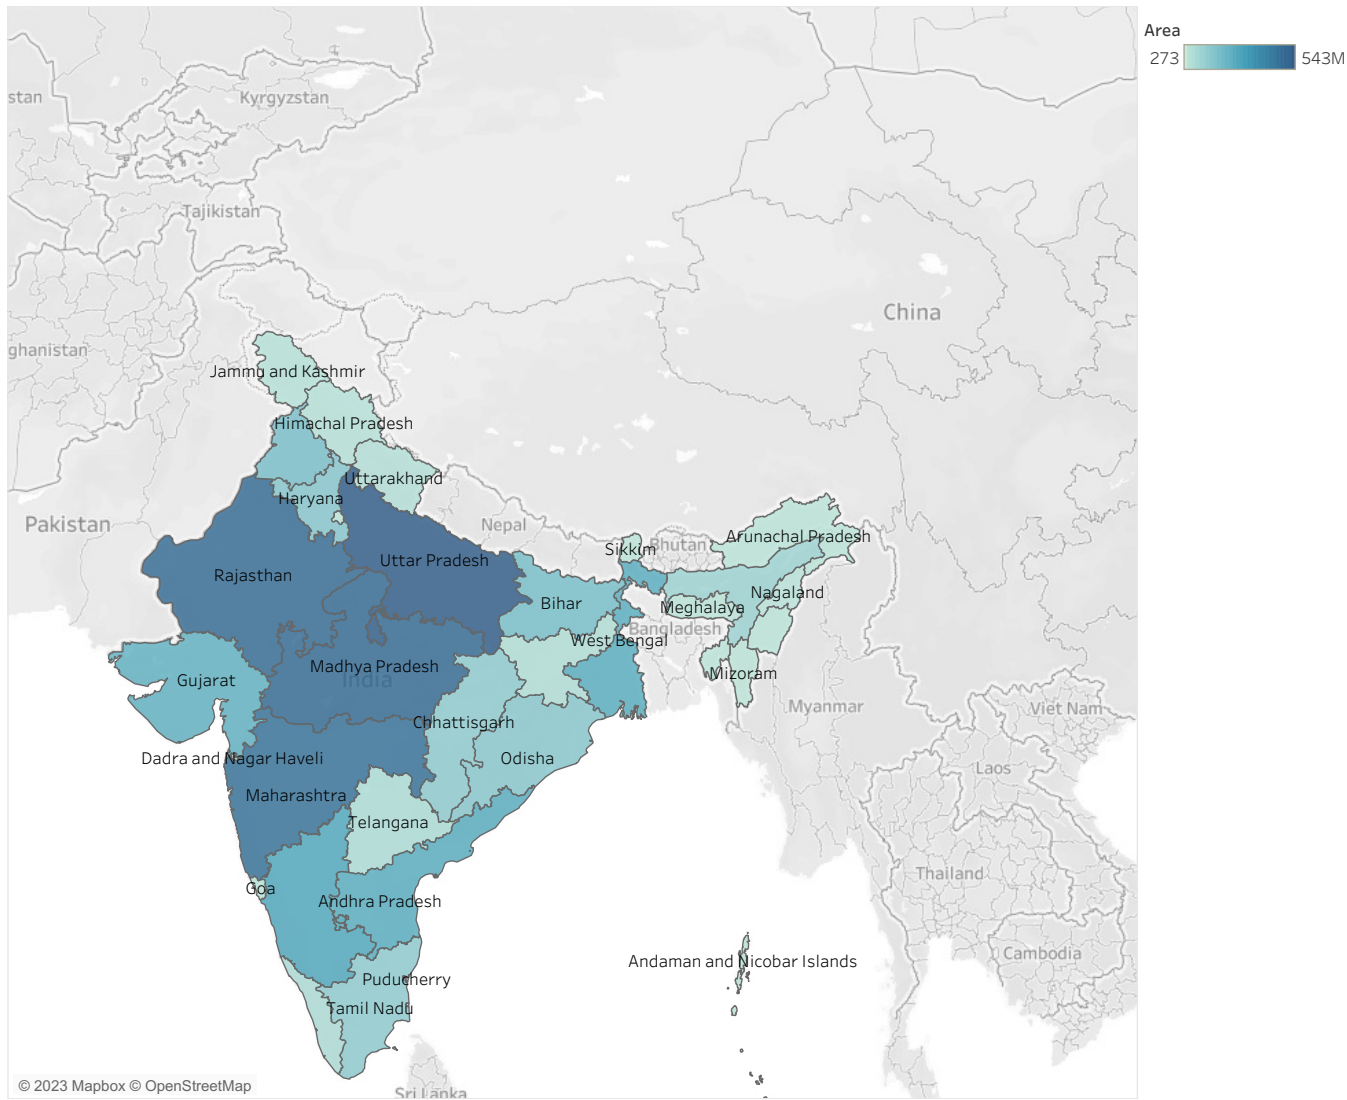 Area
273
543M
stan
Kyrgyzstan
Tajikistan
ghanistan
China
Jammu and Kashmir
Himachal Pradesh
Uttarakhand
Haryana
Pakistan
Nepal
Uttar Pradesh
Sikkim
Bhutan
Arunachal Pradesh
Rajasthan
Bihar
Nagaland
Meghalaya
Bangladesh
West Bengal
Madhya Pradesh
India
Gujarat
Mizoram
Myanmar
Viet Nam
Chhattisgarh
Dadra and Nagar Haveli
Odisha
Laos
Maharashtra
Telangana
Thailand
Goa
Andhra Pradesh
Cambodia
Andaman and Nicobar Islands
Puducherry
Tamil Nadu
© 2023 Mapbox © OpenStreetMap
Sri Lanka